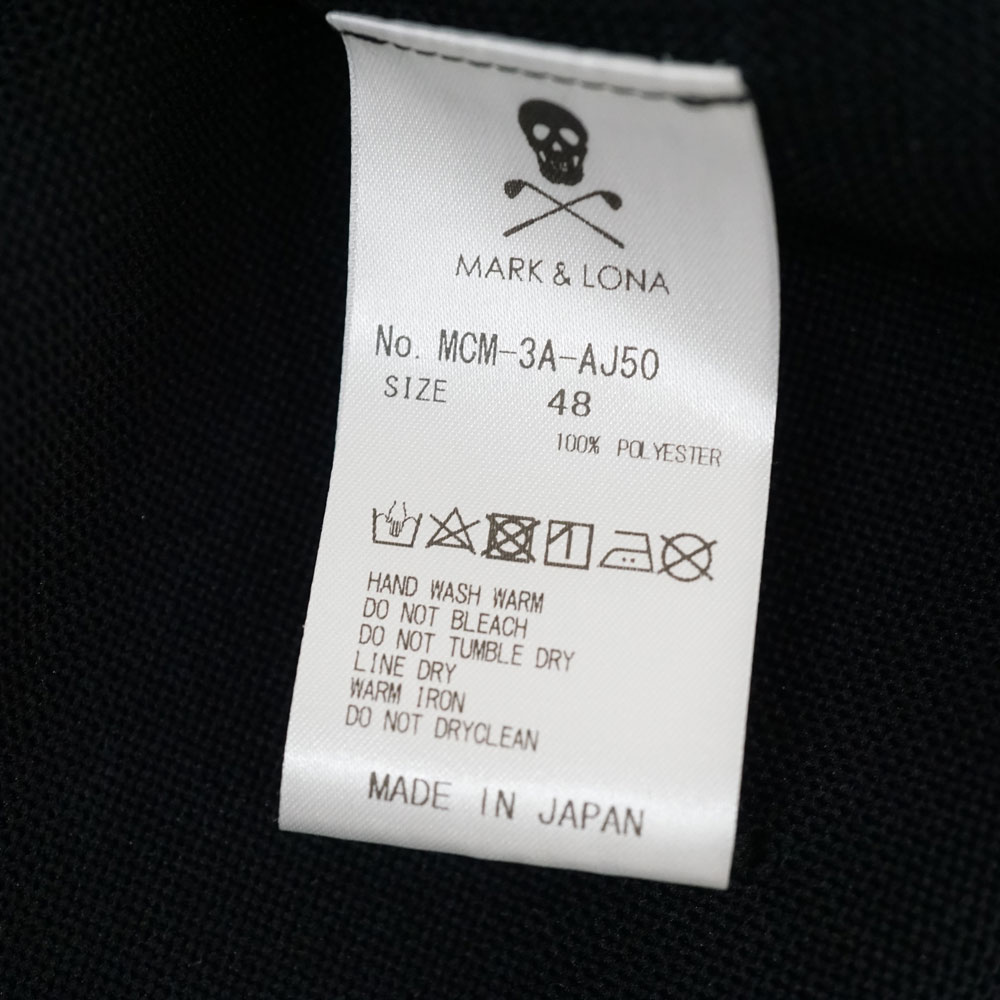 MARK & LONA
No. MCM-3A-AJ50
SIZE 48
100% POLYESTER
HAND WASH WARM
DO NOT BLEACH
DO NOT TUMBLE DRY
LINE DRY
WARM IRON
DO NOT DRYCLEAN
MADE IN JAPAN